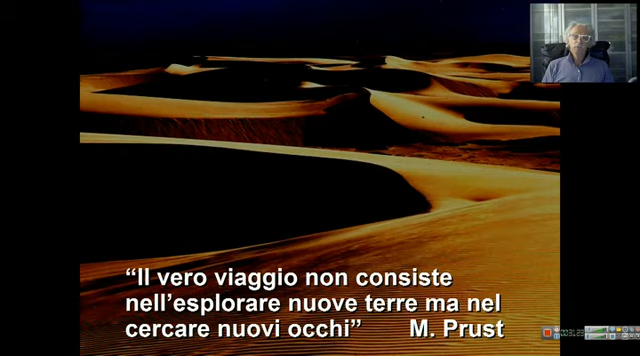 “Il vero viaggio non consiste
nell’esplorare nuove terre ma nel
cercare nuovi occhi” M. Prust